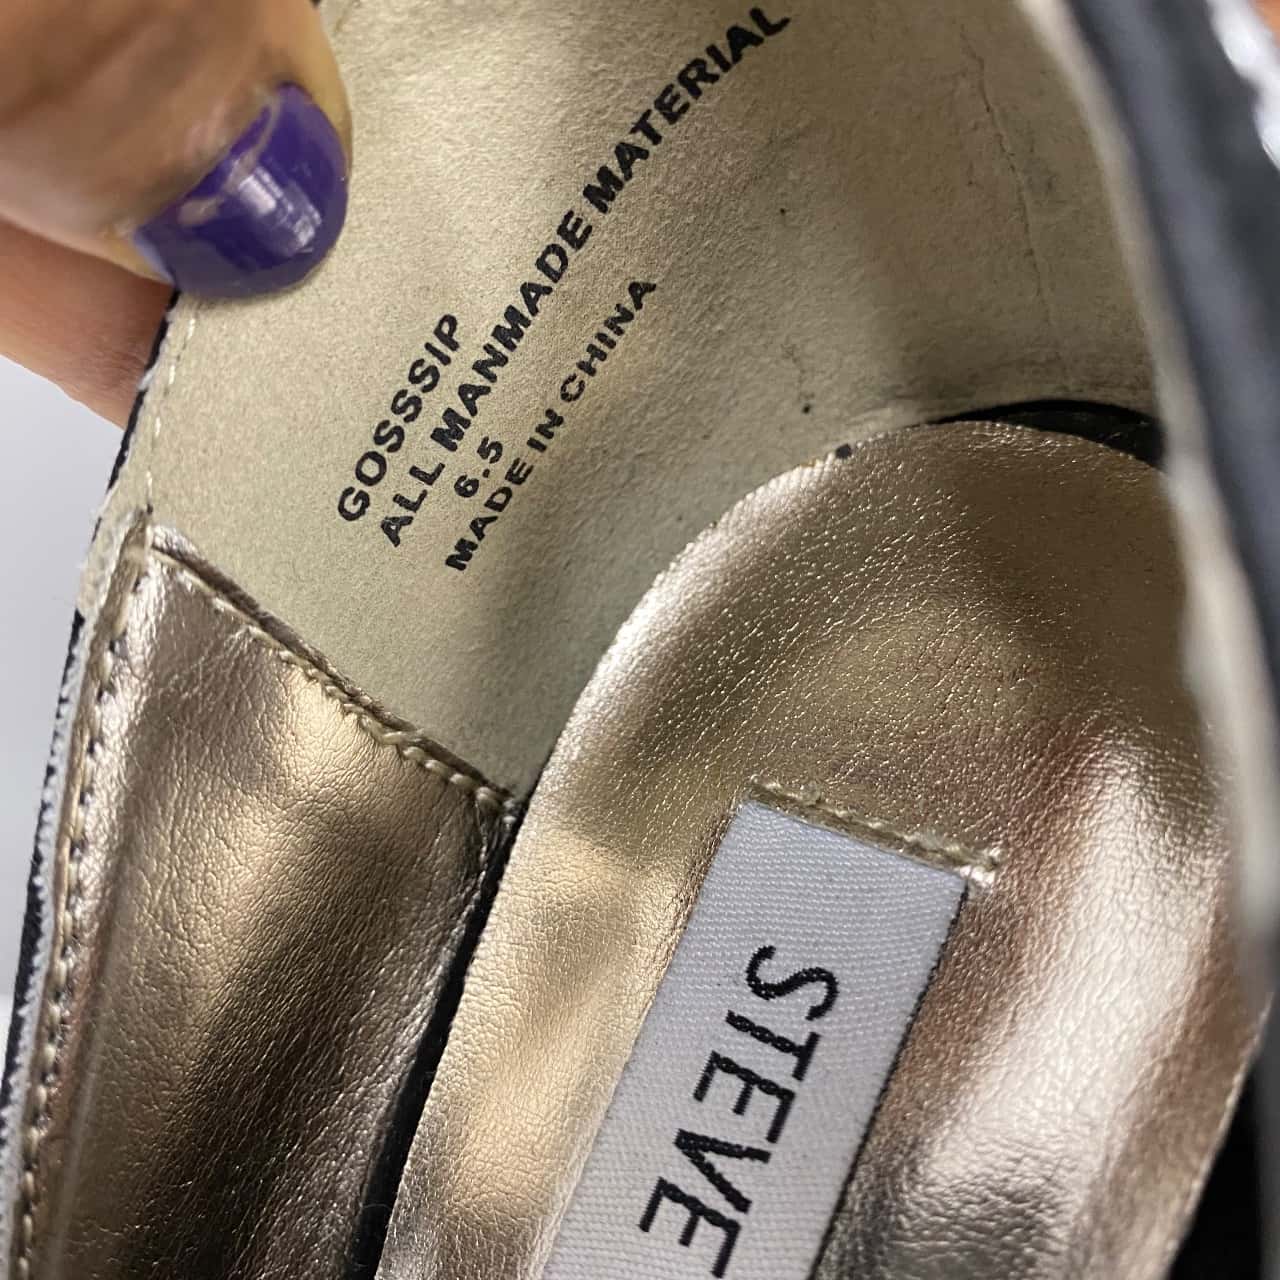 GOSSSIP
ALL MANMADE MATERIAL
6.5
MADE IN CHINA
STEVE